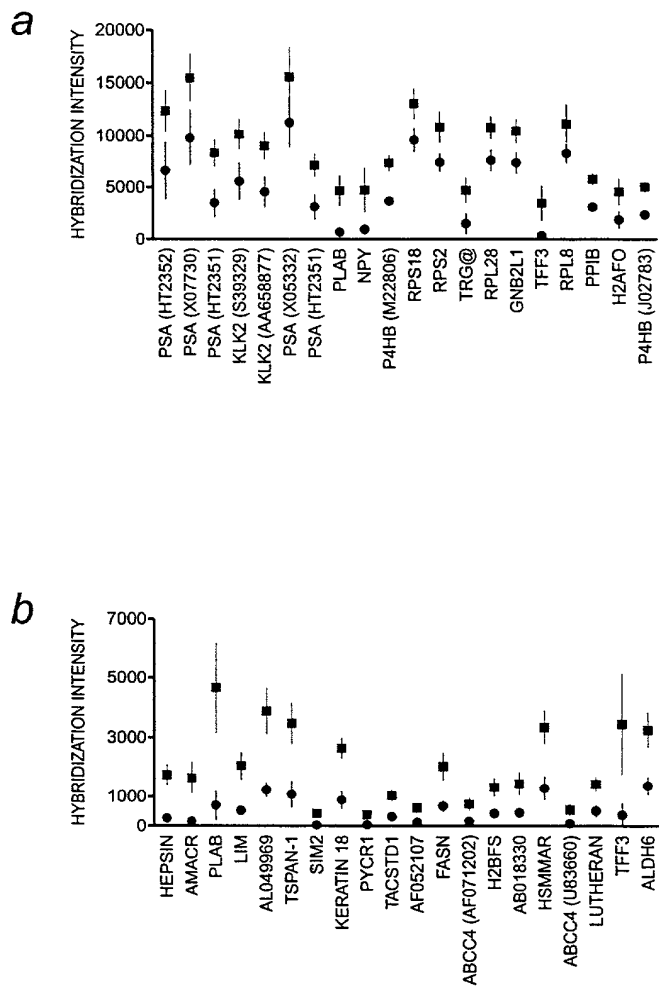 a
HYBRIDIZATION INTENSITY
20000
15000
10000
5000
0
PSA (HT2352)
PSA (X07730)
PSA (HT2351)
KLK2 (S39329)
KLK2 (AA658877)
PSA (X05332)
PSA (HT2351)
PLAB
NPY
P4HB (M22806)
RPS18
RPS2
TRG@
RPL28
GNB2L1
TFF3
RPL8
PPIB
H2AFO
P4HB (J02783)
b
HYBRIDIZATION INTENSITY
7000
5000
3000
1000
0
HEPSIN
AMACR
PLAB
LIM
AL049969
TSPAN-1
SIM2
KERATIN 18
PYCR1
TACSTD1
AF052107
FASN
ABCC4 (AF071202)
H2BFS
AB018330
HSMMAR
ABCC4 (U83660)
LUTHERAN
TFF3
ALDH6